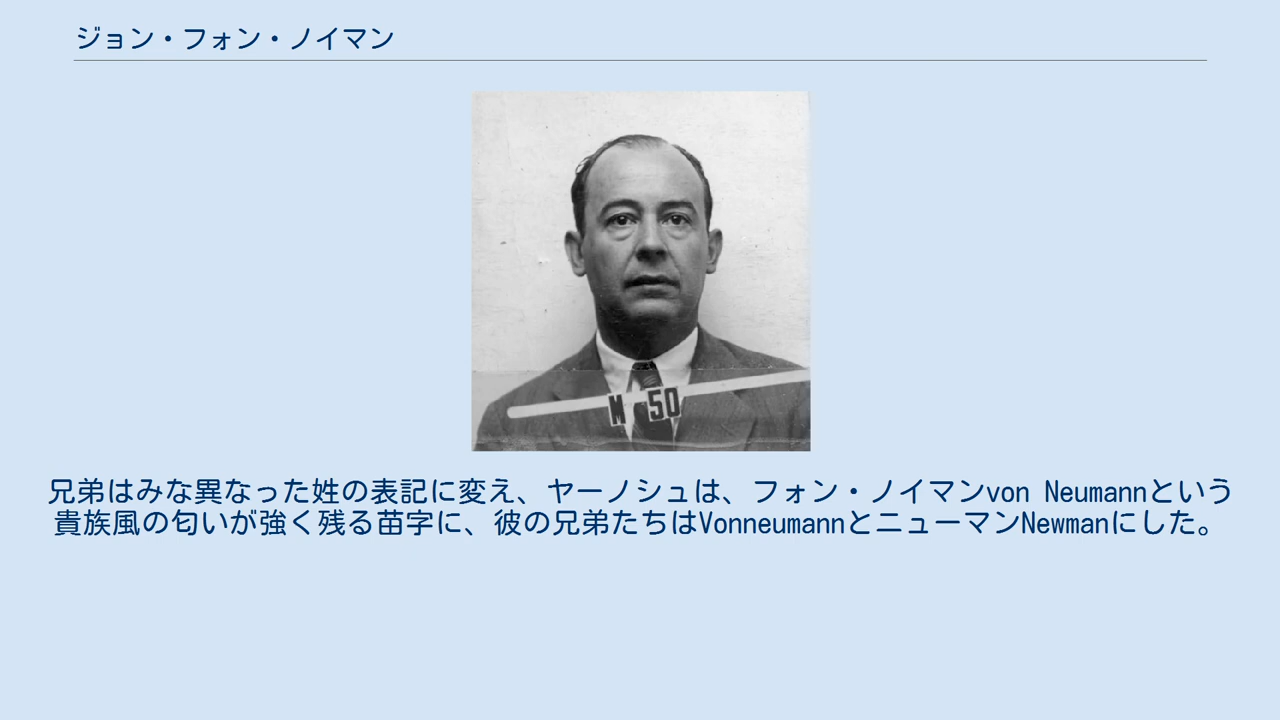 ジョン・フォン・ノイマン
M 50
兄弟はみな異なった姓の表記に変え、ヤーノシュは、フォン・ノイマンvon Neumannという
貴族風の匂いが強く残る苗字に、彼の兄弟たちはVonneumannとニューマンNewmanにした。